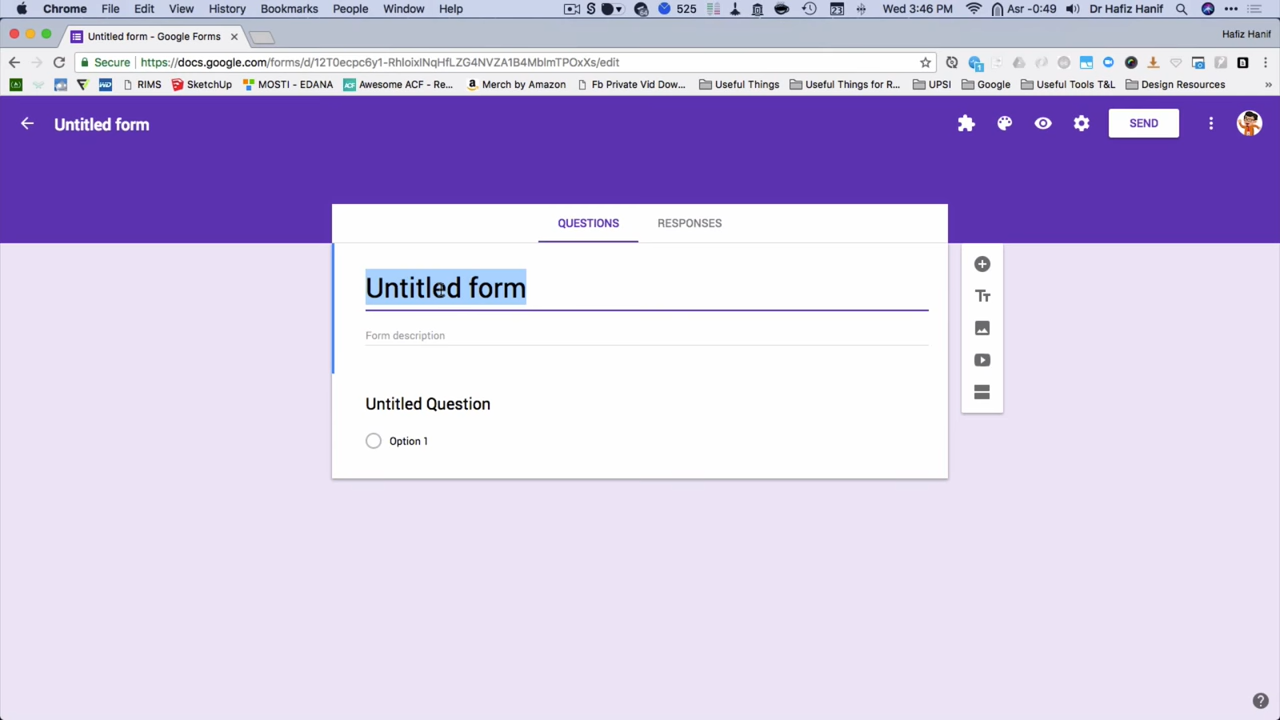 Chrome File Edit View History Bookmarks People Window Help 525 Wed 3:46 PM Asr -0:49 Dr Hafiz Hanif
Untitled form - Google Forms Hafiz Hanif
Secure https://docs.google.com/forms/d/12T0ecpc6y1-RhIoixINqHfLZG4NVZA1B4MblmTPOxXs/edit
RIMS SketchUp MOSTI - EDANA Awesome ACF - Re... Merch by Amazon Fb Private Vid Dow... Useful Things Useful Things for R... UPSI Google Useful Tools T&L Design Resources »
Untitled form SEND
QUESTIONS RESPONSES
Untitled form
Form description
Untitled Question
Option 1